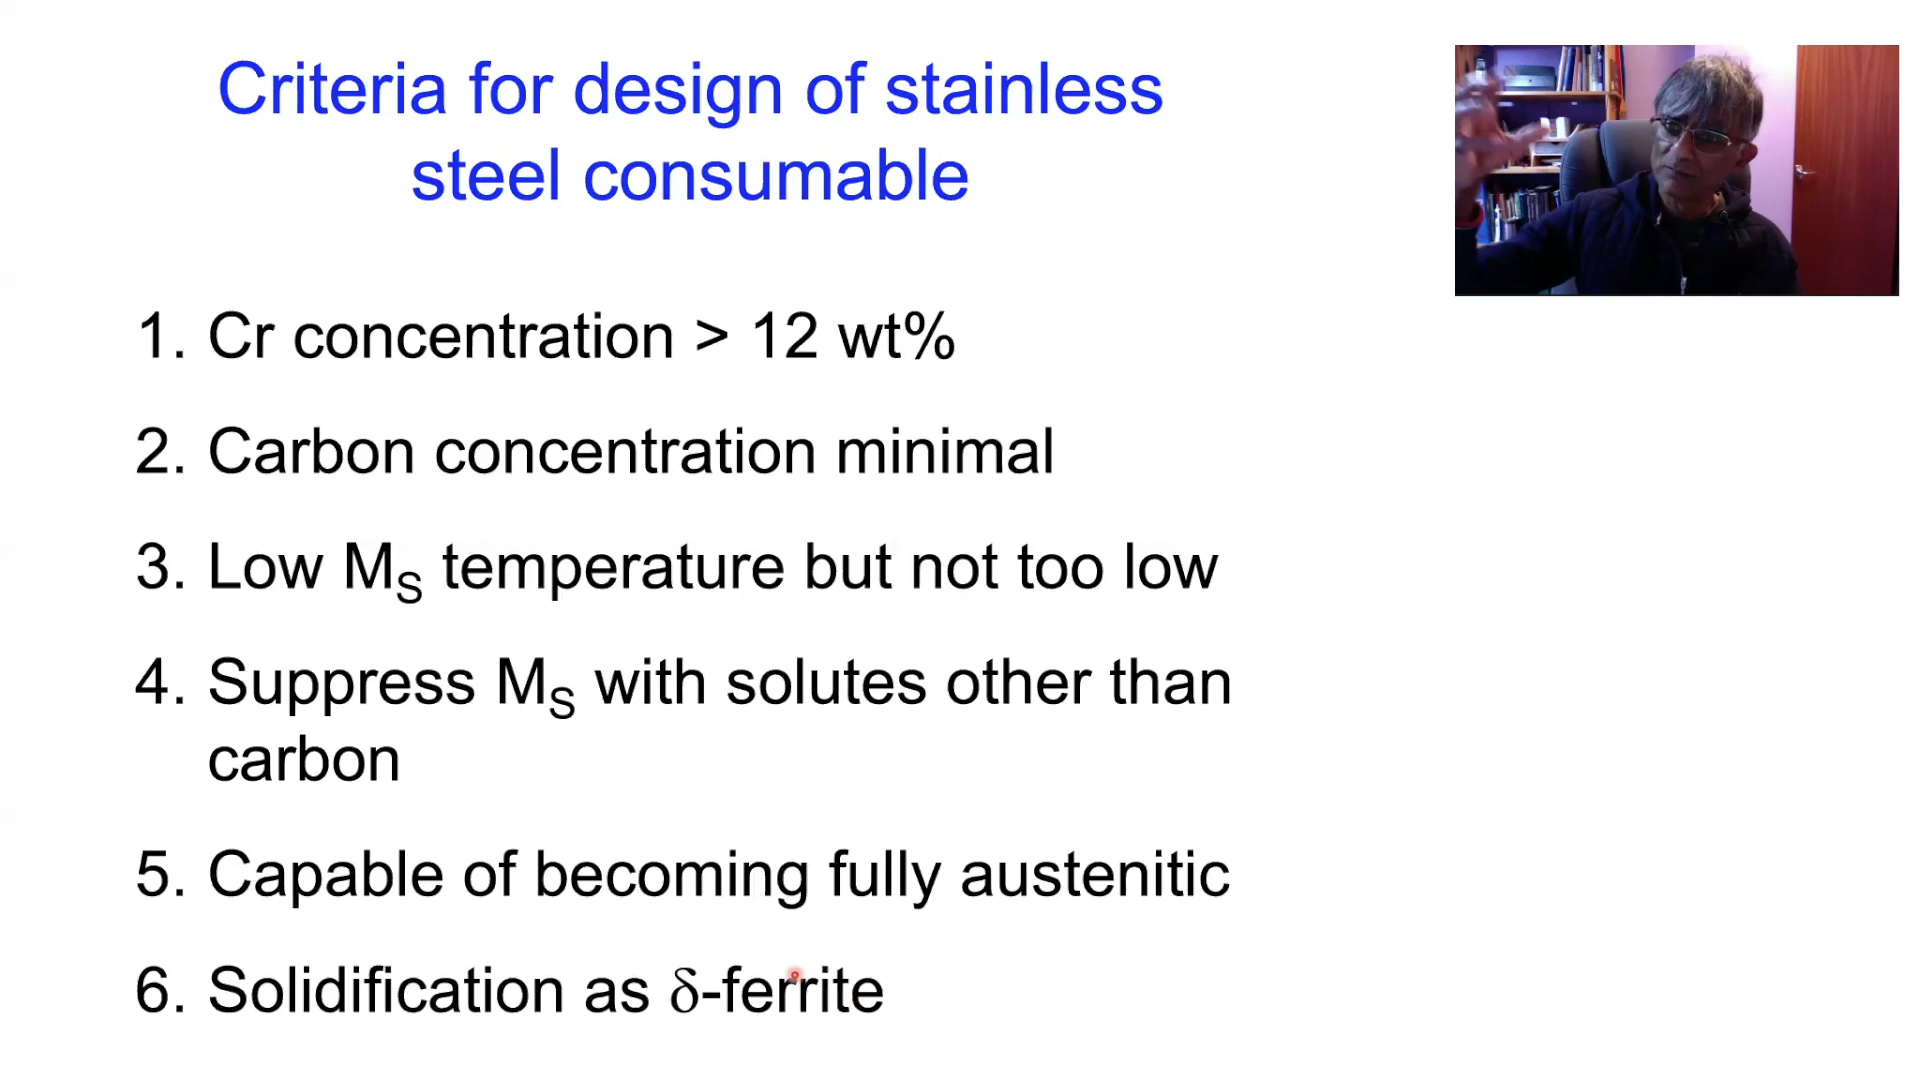 Criteria for design of stainless
steel consumable
1. Cr concentration > 12 wt%
2. Carbon concentration minimal
3. Low MS temperature but not too low
4. Suppress MS with solutes other than
carbon
5. Capable of becoming fully austenitic
6. Solidification as δ-ferrite